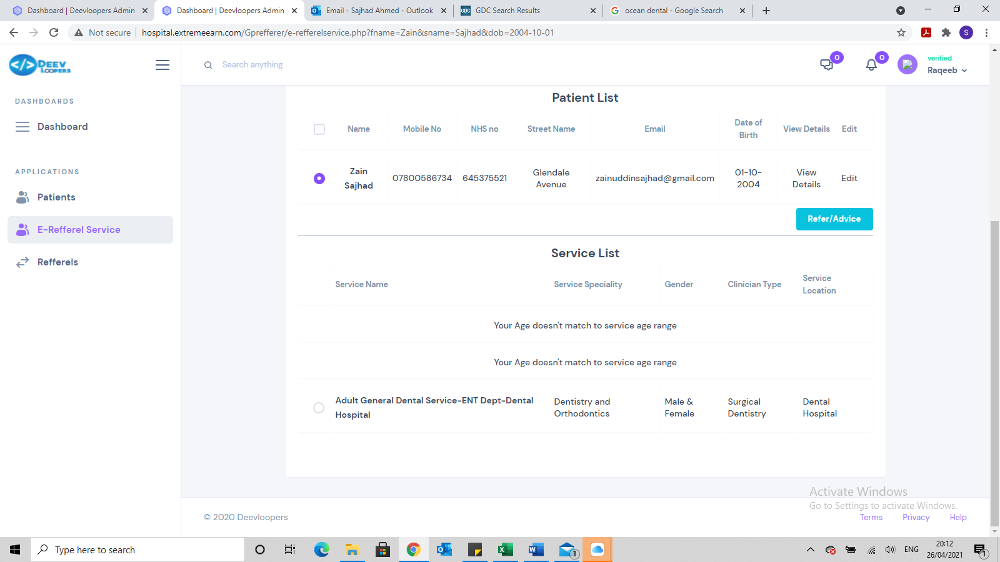 Dashboard | Deevloopers Admin
Dashboard | Deevloopers Admin
Email - Sajhad Ahmed - Outlook
GDC Search Results
ocean dental - Google Search
Not secure
hospital.extremeearn.com/Gprefferer/e-refferelservice.php?fname=Zain&sname=Sajhad&dob=2004-10-01
S
</> DEEV
LOOPERS
Search anything
0
0
verified
Raqeeb
DASHBOARDS
Dashboard
APPLICATIONS
Patients
E-Refferel Service
Refferels
Patient List
Name
Mobile No
NHS no
Street Name
Email
Date of
Birth
View Details
Edit
Zain
Sajhad
07800586734
645375521
Glendale
Avenue
zainuddinsajhad@gmail.com
01-10-
2004
View
Details
Edit
Refer/Advice
Service List
Service Name
Service Speciality
Gender
Clinician Type
Service
Location
Your Age doesn't match to service age range
Your Age doesn't match to service age range
Adult General Dental Service-ENT Dept-Dental
Hospital
Dentistry and
Orthodontics
Male &
Female
Surgical
Dentistry
Dental
Hospital
Activate Windows
Go to Settings to activate Windows.
© 2020 Deevloopers
Terms
Privacy
Help
Type here to search
1
ENG
20:12
26/04/2021
1